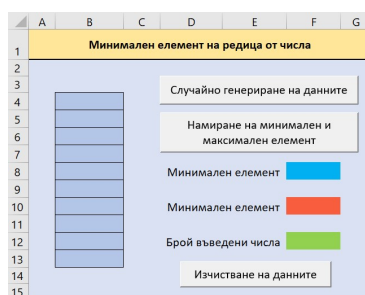 A B C D E F G
1 Минимален елемент на редица от числа
2
3
Случайно генериране на данните
4
5
Намиране на минимален и
6
максимален елемент
7
8 Минимален елемент
9
10 Минимален елемент
11
12 Брой въведени числа
13
14 Изчистване на данните
15